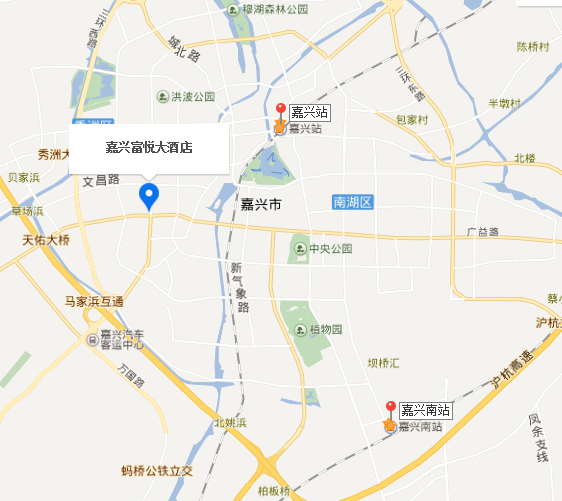 穆湖森林公园
三环西路
城北路
陈桥村
三环东路
洪波公园
半墩村
嘉兴站
嘉兴站
包家村
秀洲区
嘉兴富悦大酒店
秀洲大
北楼
贝家浜
文昌路
草场浜
嘉兴市
南湖区
天佑大桥
广益路
中央公园
新气象路
马家浜互通
蔡
沪杭
嘉兴汽车
客运中心
植物园
万国路
坝桥汇
沪杭高速
嘉兴南站
嘉兴南站
北姚浜
凤余支线
蚂桥公铁立交
柏板桥